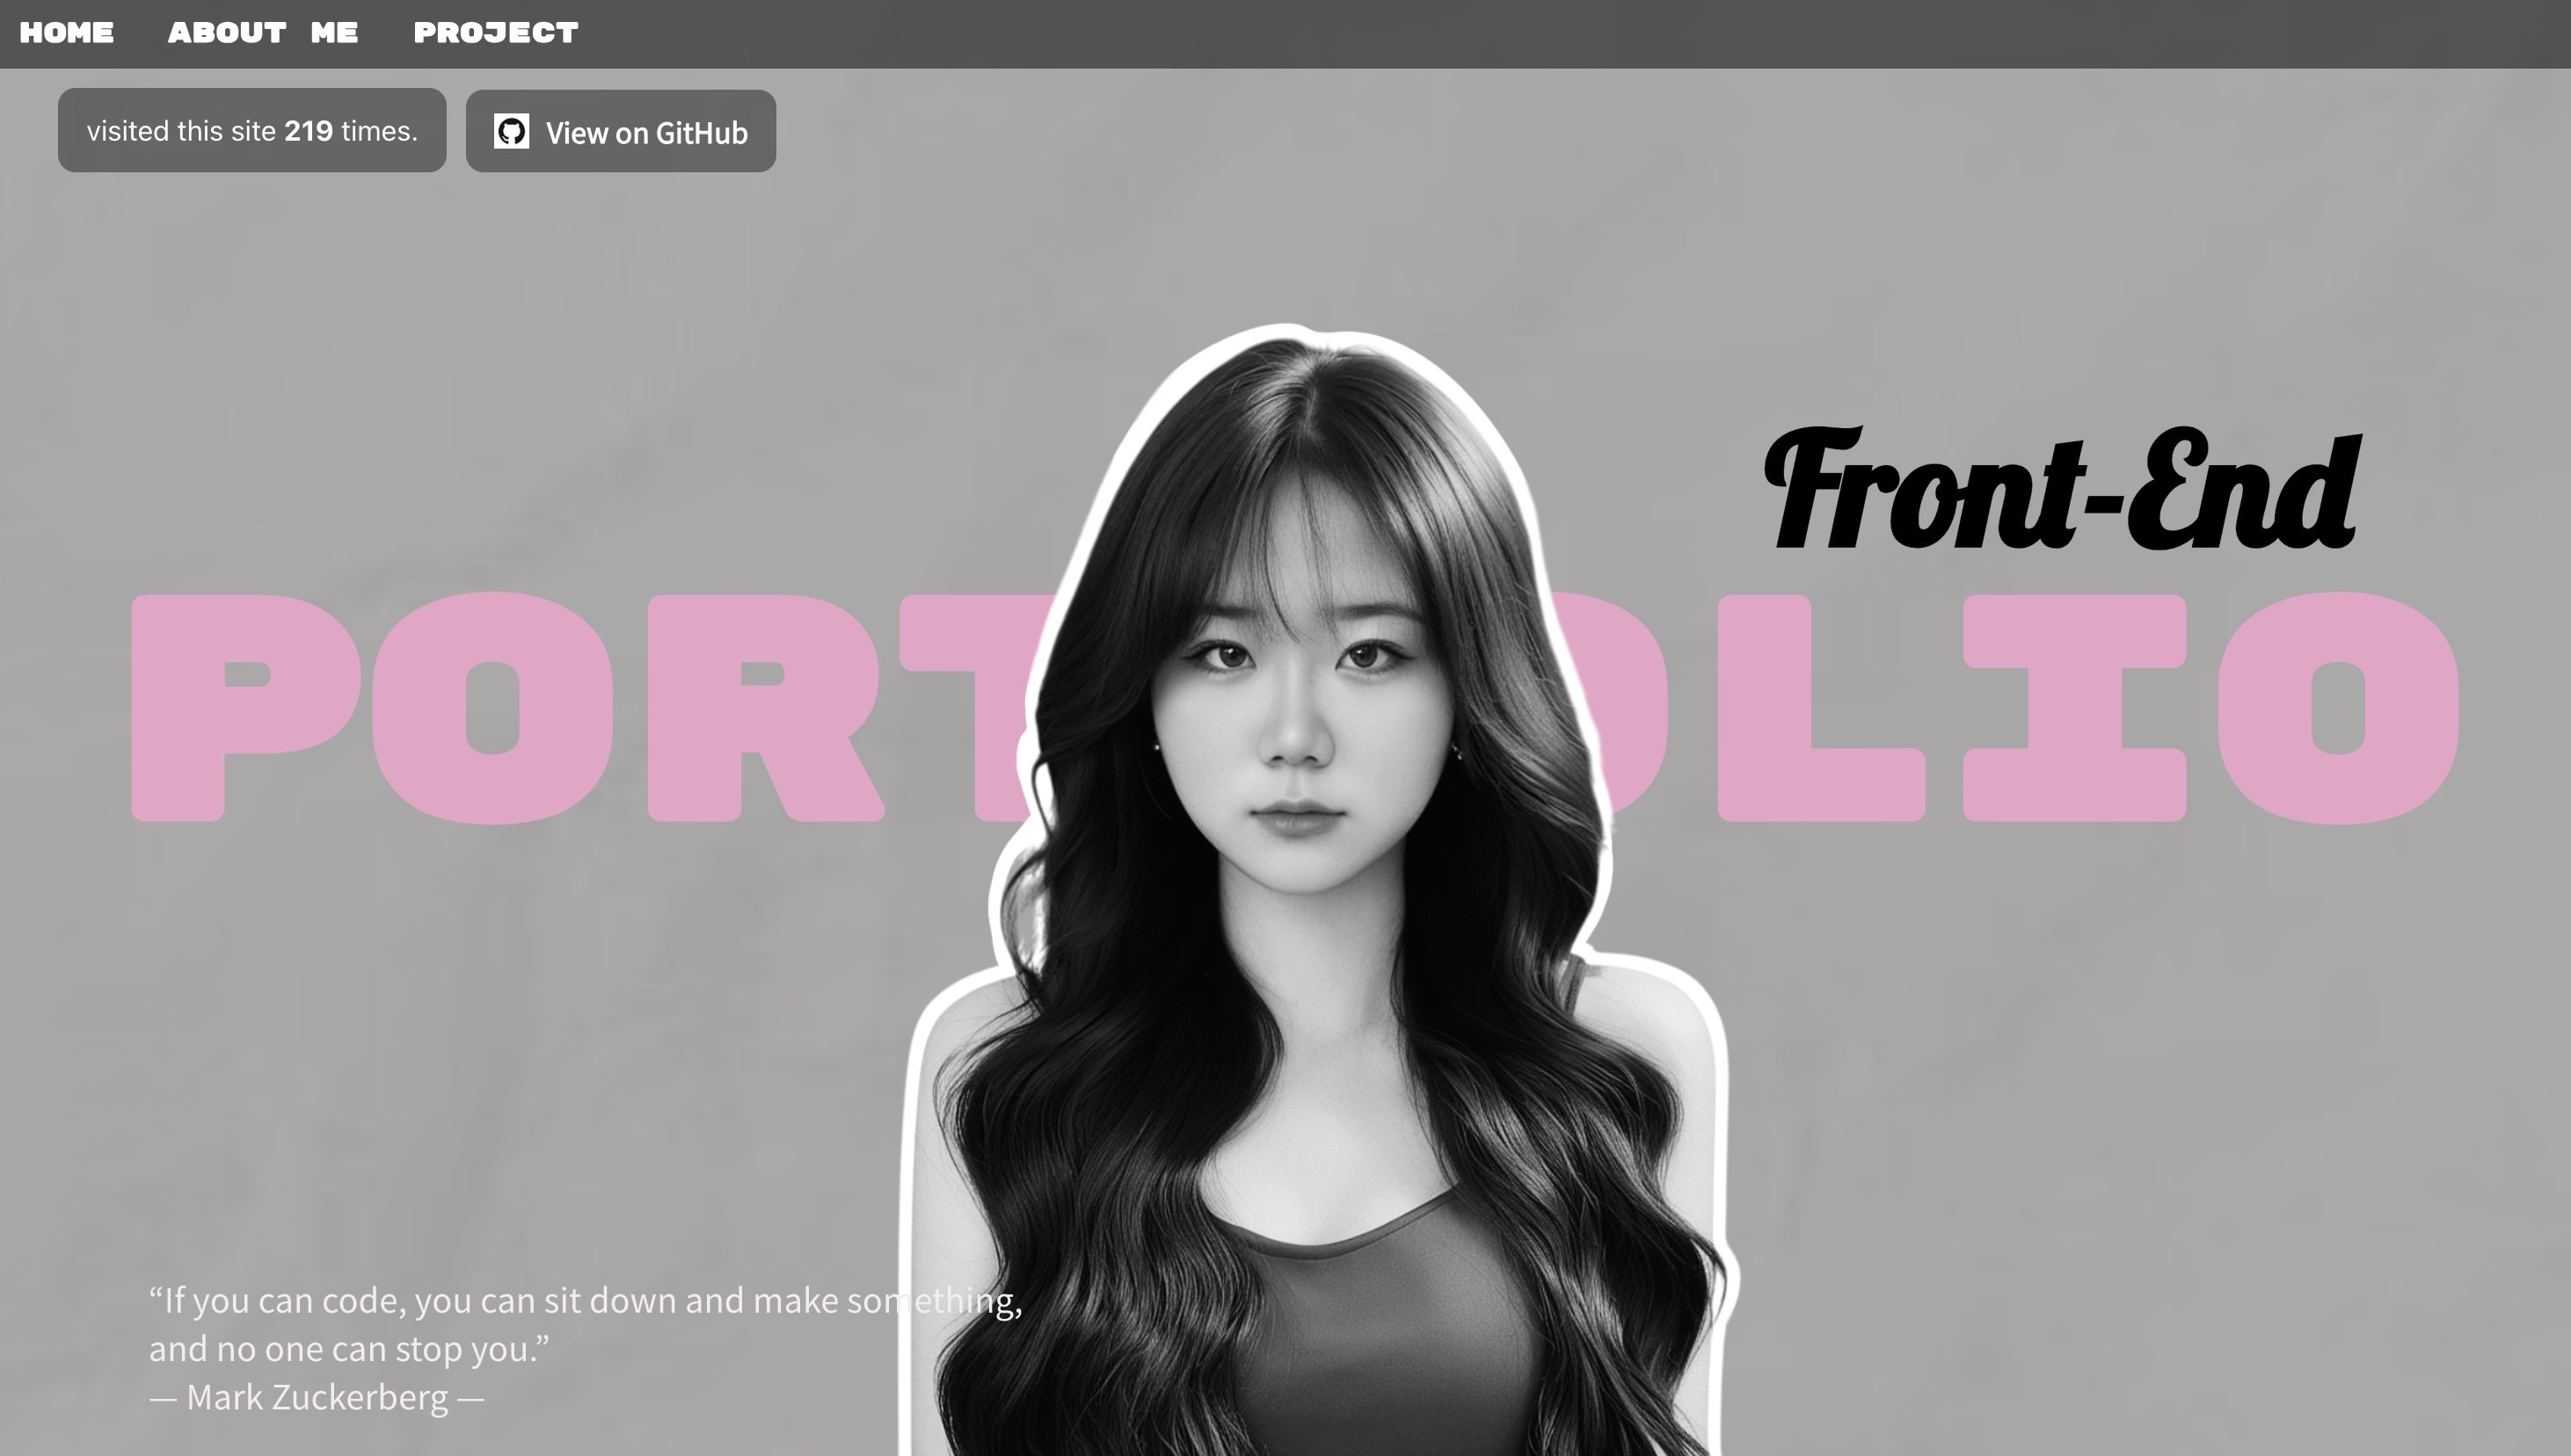 HOME ABOUT ME PROJECT
visited this site 219 times.
View on GitHub
Front-End
PORT OLIO
“If you can code, you can sit down and make something,
and no one can stop you.”
— Mark Zuckerberg —